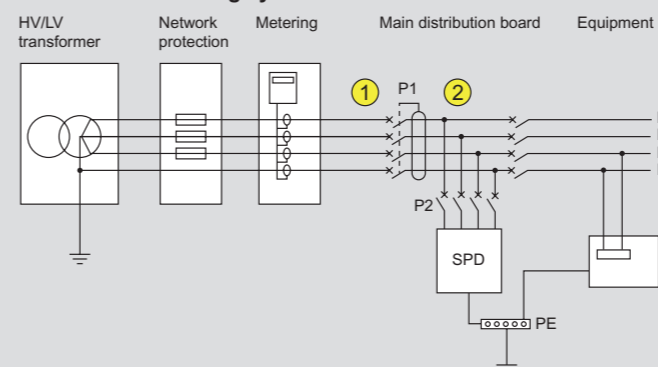 HV/LV
transformer
Network
protection
Metering
Main distribution board
Equipment
1
P1
2
P2
SPD
PE